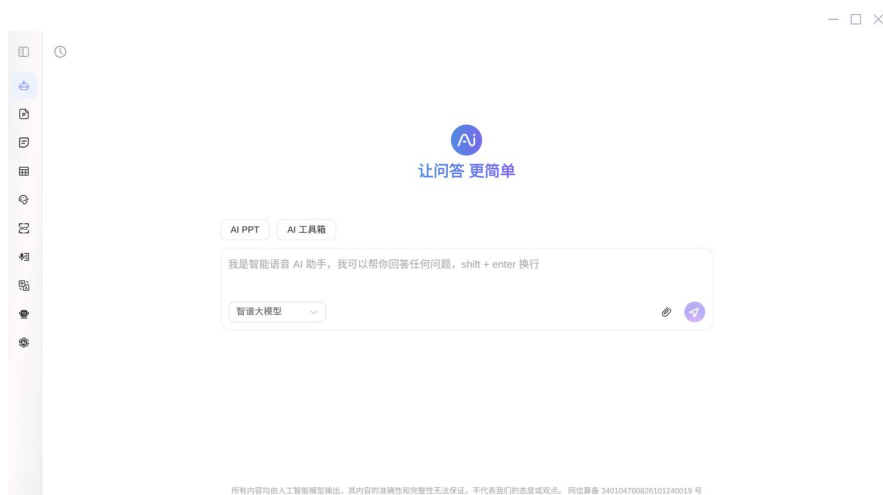 Ai
让问答 更简单
AI PPT
AI 工具箱
我是智能语音 AI 助手，我可以帮你回答任何问题，shift + enter 换行
智谱大模型
所有内容均由人工智能模型输出，其内容的准确性和完整性无法保证，不代表我们的态度或观点。 网信算备 340104780826101240019 号